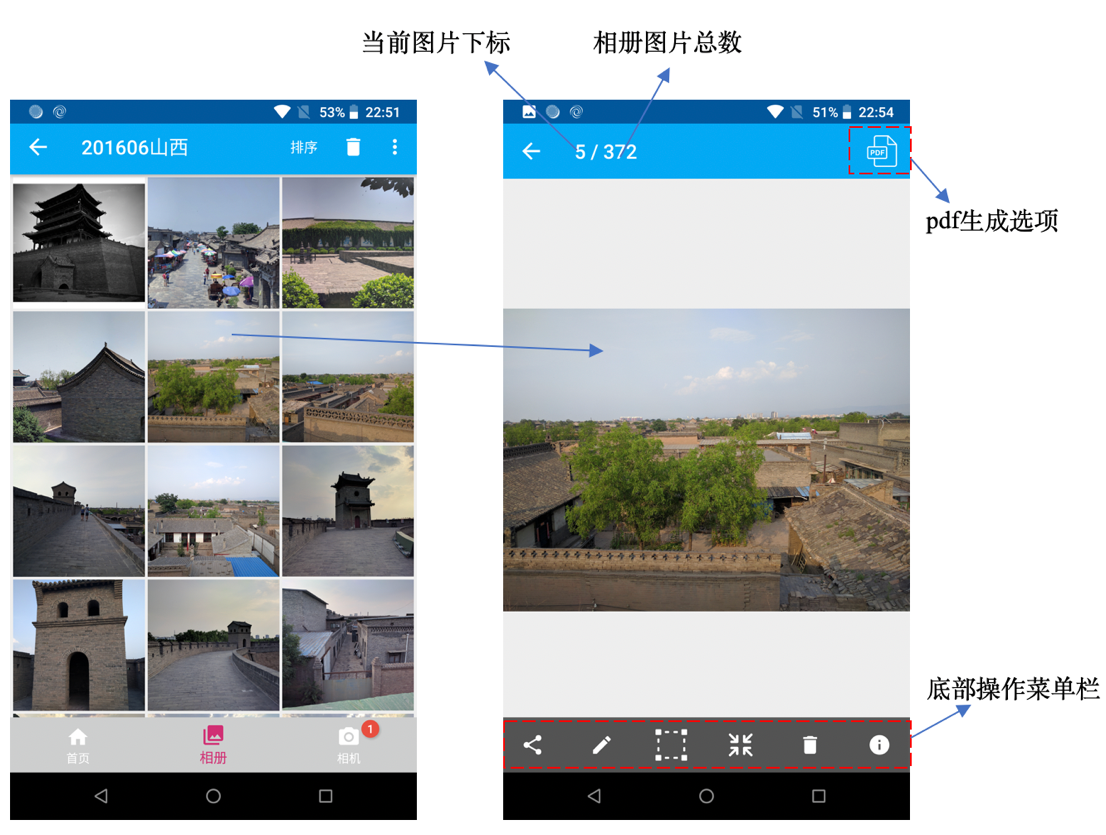 当前图片下标
相册图片总数
53% 22:51
201606山西
排序
首页
相册
相机
1
51% 22:54
5 / 372
PDF
pdf生成选项
底部操作菜单栏